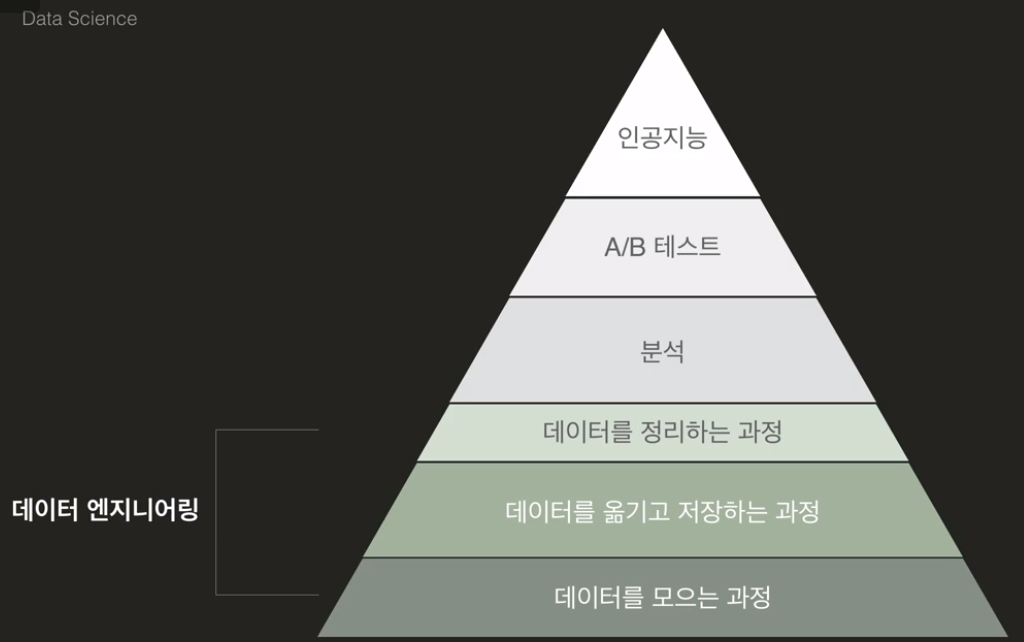 Data Science
인공지능
A/B 테스트
분석
데이터를 정리하는 과정
데이터 엔지니어링
데이터를 옮기고 저장하는 과정
데이터를 모으는 과정